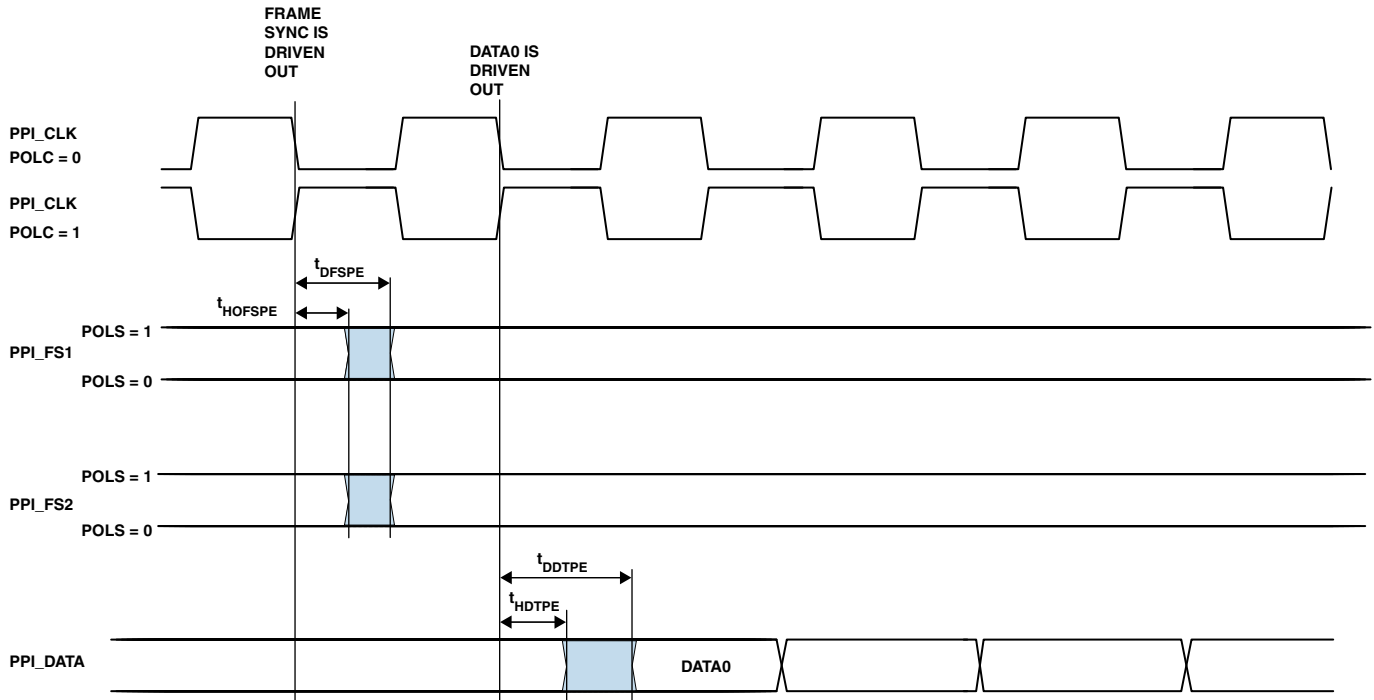 FRAME
SYNC IS
DRIVEN
OUT
DATA0 IS
DRIVEN
OUT
PPI_CLK
POLC = 0
PPI_CLK
POLC = 1
tDFSPE
tHOFSPE
POLS = 1
PPI_FS1
POLS = 0
POLS = 1
PPI_FS2
POLS = 0
tDDTPE
tHDTPE
PPI_DATA
DATA0